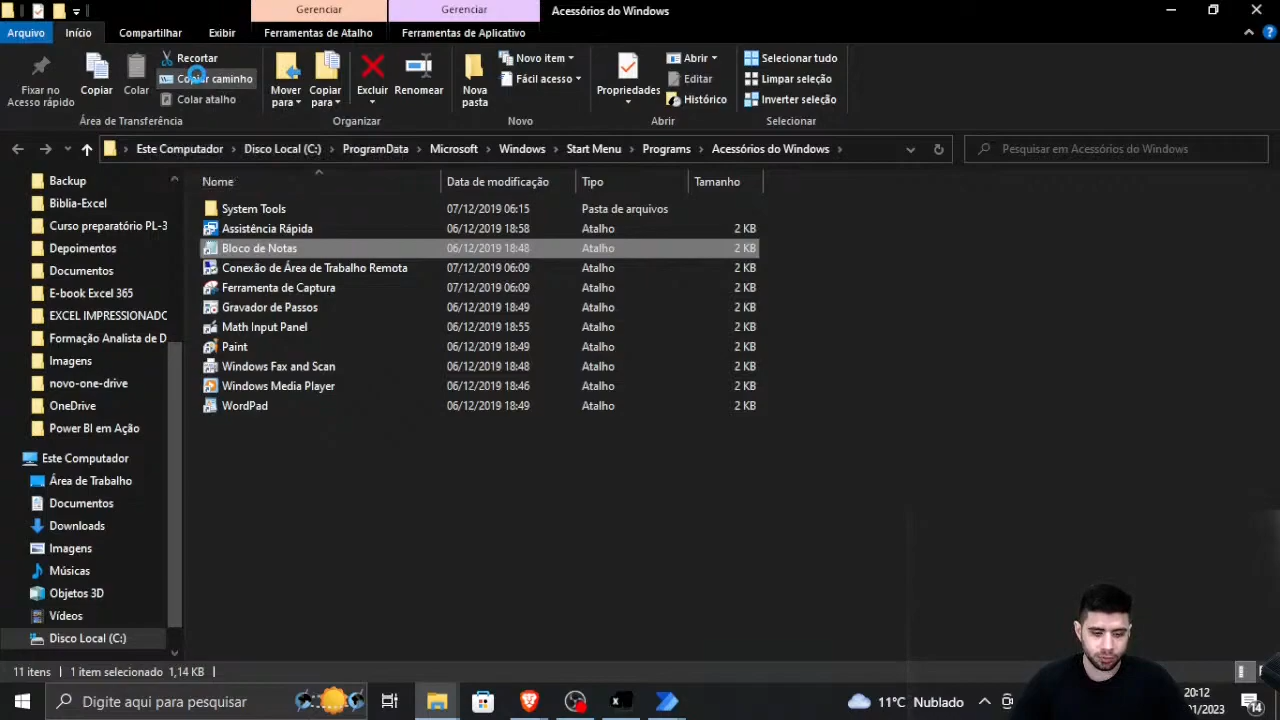 Gerenciar
Gerenciar
Acessórios do Windows
Arquivo
Início
Compartilhar
Exibir
Ferramentas de Atalho
Ferramentas de Aplicativo
Fixar no
Acesso rápido
Copiar
Colar
Recortar
Copiar caminho
Colar atalho
Área de Transferência
Mover
para
Copiar
para
Excluir
Renomear
Organizar
Nova
pasta
Novo item
Fácil acesso
Novo
Propriedades
Abrir
Editar
Histórico
Abrir
Selecionar tudo
Limpar seleção
Inverter seleção
Selecionar
Este Computador
Disco Local (C:)
ProgramData
Microsoft
Windows
Start Menu
Programs
Acessórios do Windows
Pesquisar em Acessórios do Windows
Backup
Biblia-Excel
Curso preparatório PL-3
Depoimentos
Documentos
E-book Excel 365
EXCEL IMPRESSIONADO
Formação Analista de D
Imagens
novo-one-drive
OneDrive
Power BI em Ação
Este Computador
Área de Trabalho
Documentos
Downloads
Imagens
Músicas
Objetos 3D
Vídeos
Disco Local (C:)
Nome Data de modificação Tipo Tamanho
System Tools 07/12/2019 06:15 Pasta de arquivos
Assistência Rápida 06/12/2019 18:58 Atalho 2 KB
Bloco de Notas 06/12/2019 18:48 Atalho 2 KB
Conexão de Área de Trabalho Remota 07/12/2019 06:09 Atalho 2 KB
Ferramenta de Captura 07/12/2019 06:09 Atalho 2 KB
Gravador de Passos 06/12/2019 18:49 Atalho 2 KB
Math Input Panel 06/12/2019 18:55 Atalho 2 KB
Paint 06/12/2019 18:49 Atalho 2 KB
Windows Fax and Scan 06/12/2019 18:48 Atalho 2 KB
Windows Media Player 06/12/2019 18:46 Atalho 2 KB
WordPad 06/12/2019 18:49 Atalho 2 KB
11 itens
1 item selecionado 1,14 KB
Digite aqui para pesquisar
11°C Nublado
20:12
01/2023
14